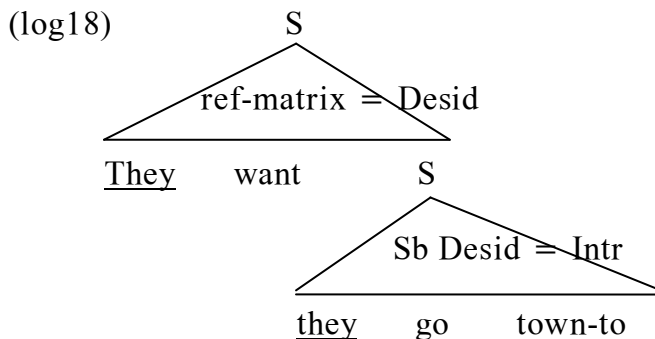 (log18) S
ref-matrix = Desid
They want S
Sb Desid = Intr
they go town-to